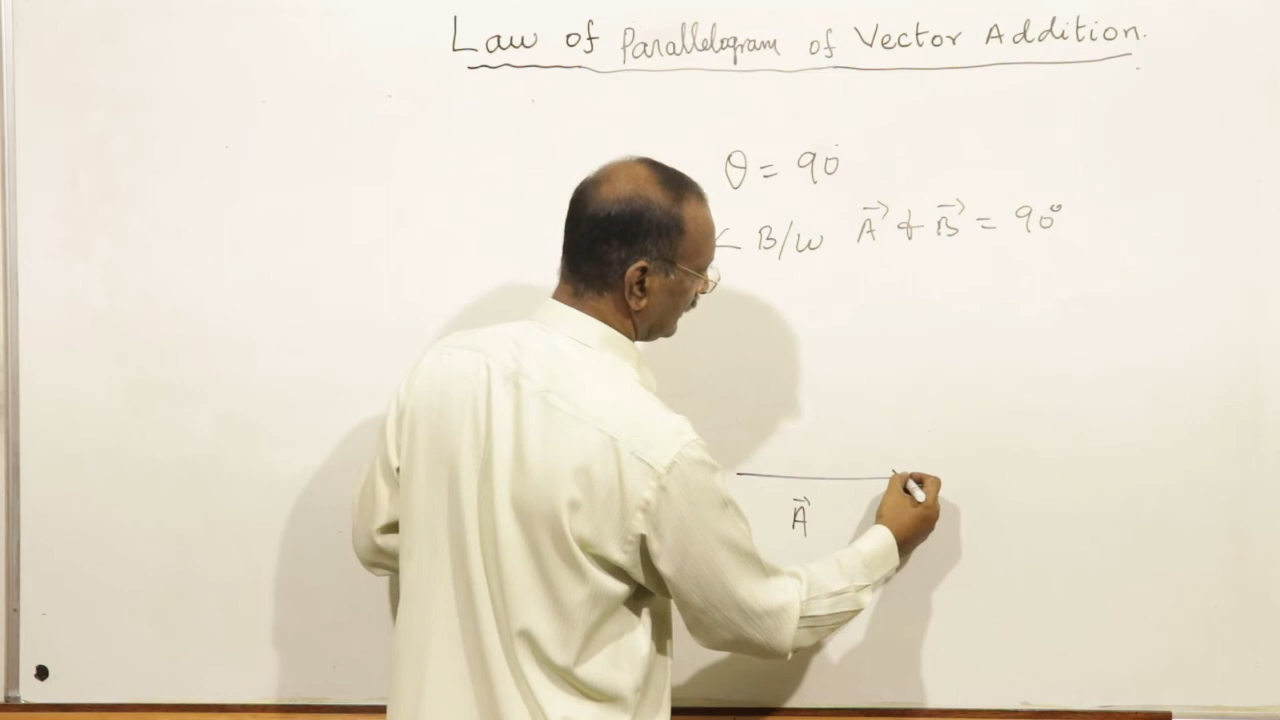 Law of Parallelogram of Vector Addition.
θ = 90°
< B/w A⃗ & B⃗ = 90°
A⃗